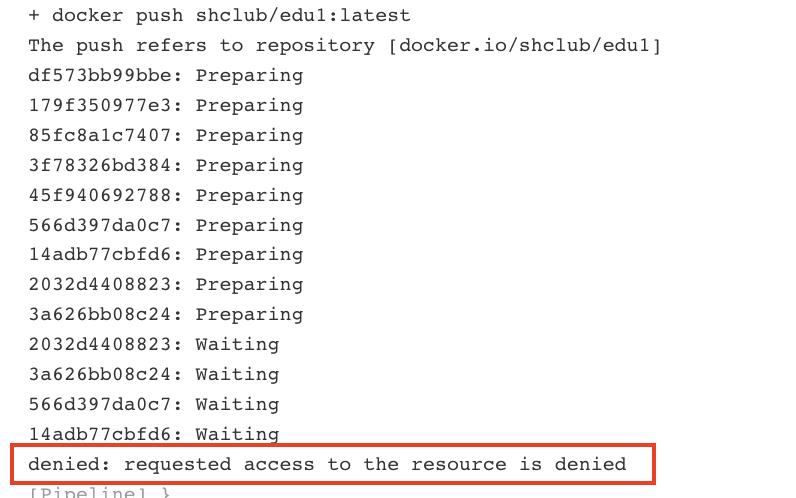 + docker push shclub/edu1:latest
The push refers to repository [docker.io/shclub/edu1]
df573bb99bbe: Preparing
179f350977e3: Preparing
85fc8a1c7407: Preparing
3f78326bd384: Preparing
45f940692788: Preparing
566d397da0c7: Preparing
14adb77cbfd6: Preparing
2032d4408823: Preparing
3a626bb08c24: Preparing
2032d4408823: Waiting
3a626bb08c24: Waiting
566d397da0c7: Waiting
14adb77cbfd6: Waiting
denied: requested access to the resource is denied
[Pipeline] }